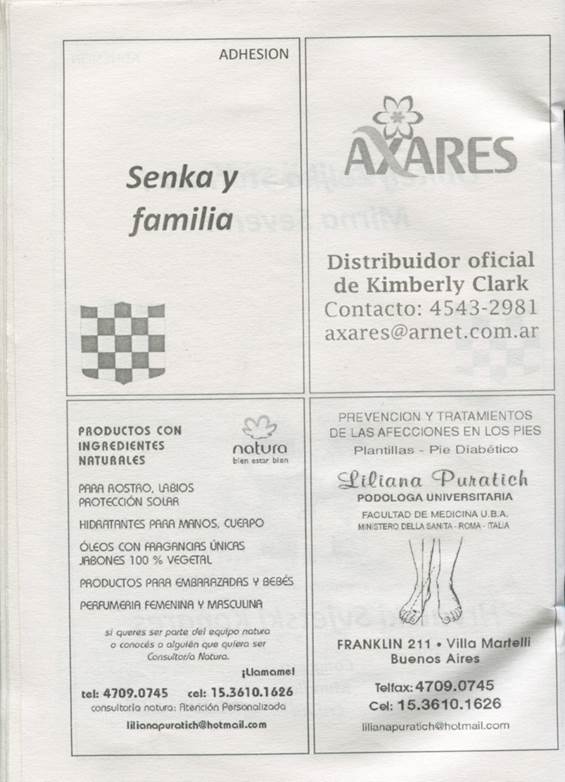 ADHESION
Senka y
familia
AXARES
Distribuidor oficial
de Kimberly Clark
Contacto: 4543-2981
axares@arnet.com.ar
PRODUCTOS CON
INGREDIENTES
NATURALES
natura
bien estar bien
PARA ROSTRO, LABIOS
PROTECCIÓN SOLAR
HIDRATANTES PARA MANOS, CUERPO
ÓLEOS CON FRAGANCIAS ÚNICAS
JABONES 100 % VEGETAL
PRODUCTOS PARA EMBARAZADAS Y BEBÉS
PERFUMERIA FEMENINA Y MASCULINA
si queres ser parte del equipo natura
o conocés a alguién que quiera ser
Consultor/a Natura.
¡Llamame!
tel: 4709.0745 cel: 15.3610.1626
consultoria natura: Atención Personalizada
lilianapuratich@hotmail.com
PREVENCION Y TRATAMIENTOS
DE LAS AFECCIONES EN LOS PIES
Plantillas - Pie Diabético
Liliana Puratich
PODOLOGA UNIVERSITARIA
FACULTAD DE MEDICINA U.B.A.
MINISTERO DELLA SANITA - ROMA - ITALIA
FRANKLIN 211 • Villa Martelli
Buenos Aires
Telfax: 4709.0745
Cel: 15.3610.1626
lilianapuratich@hotmail.com